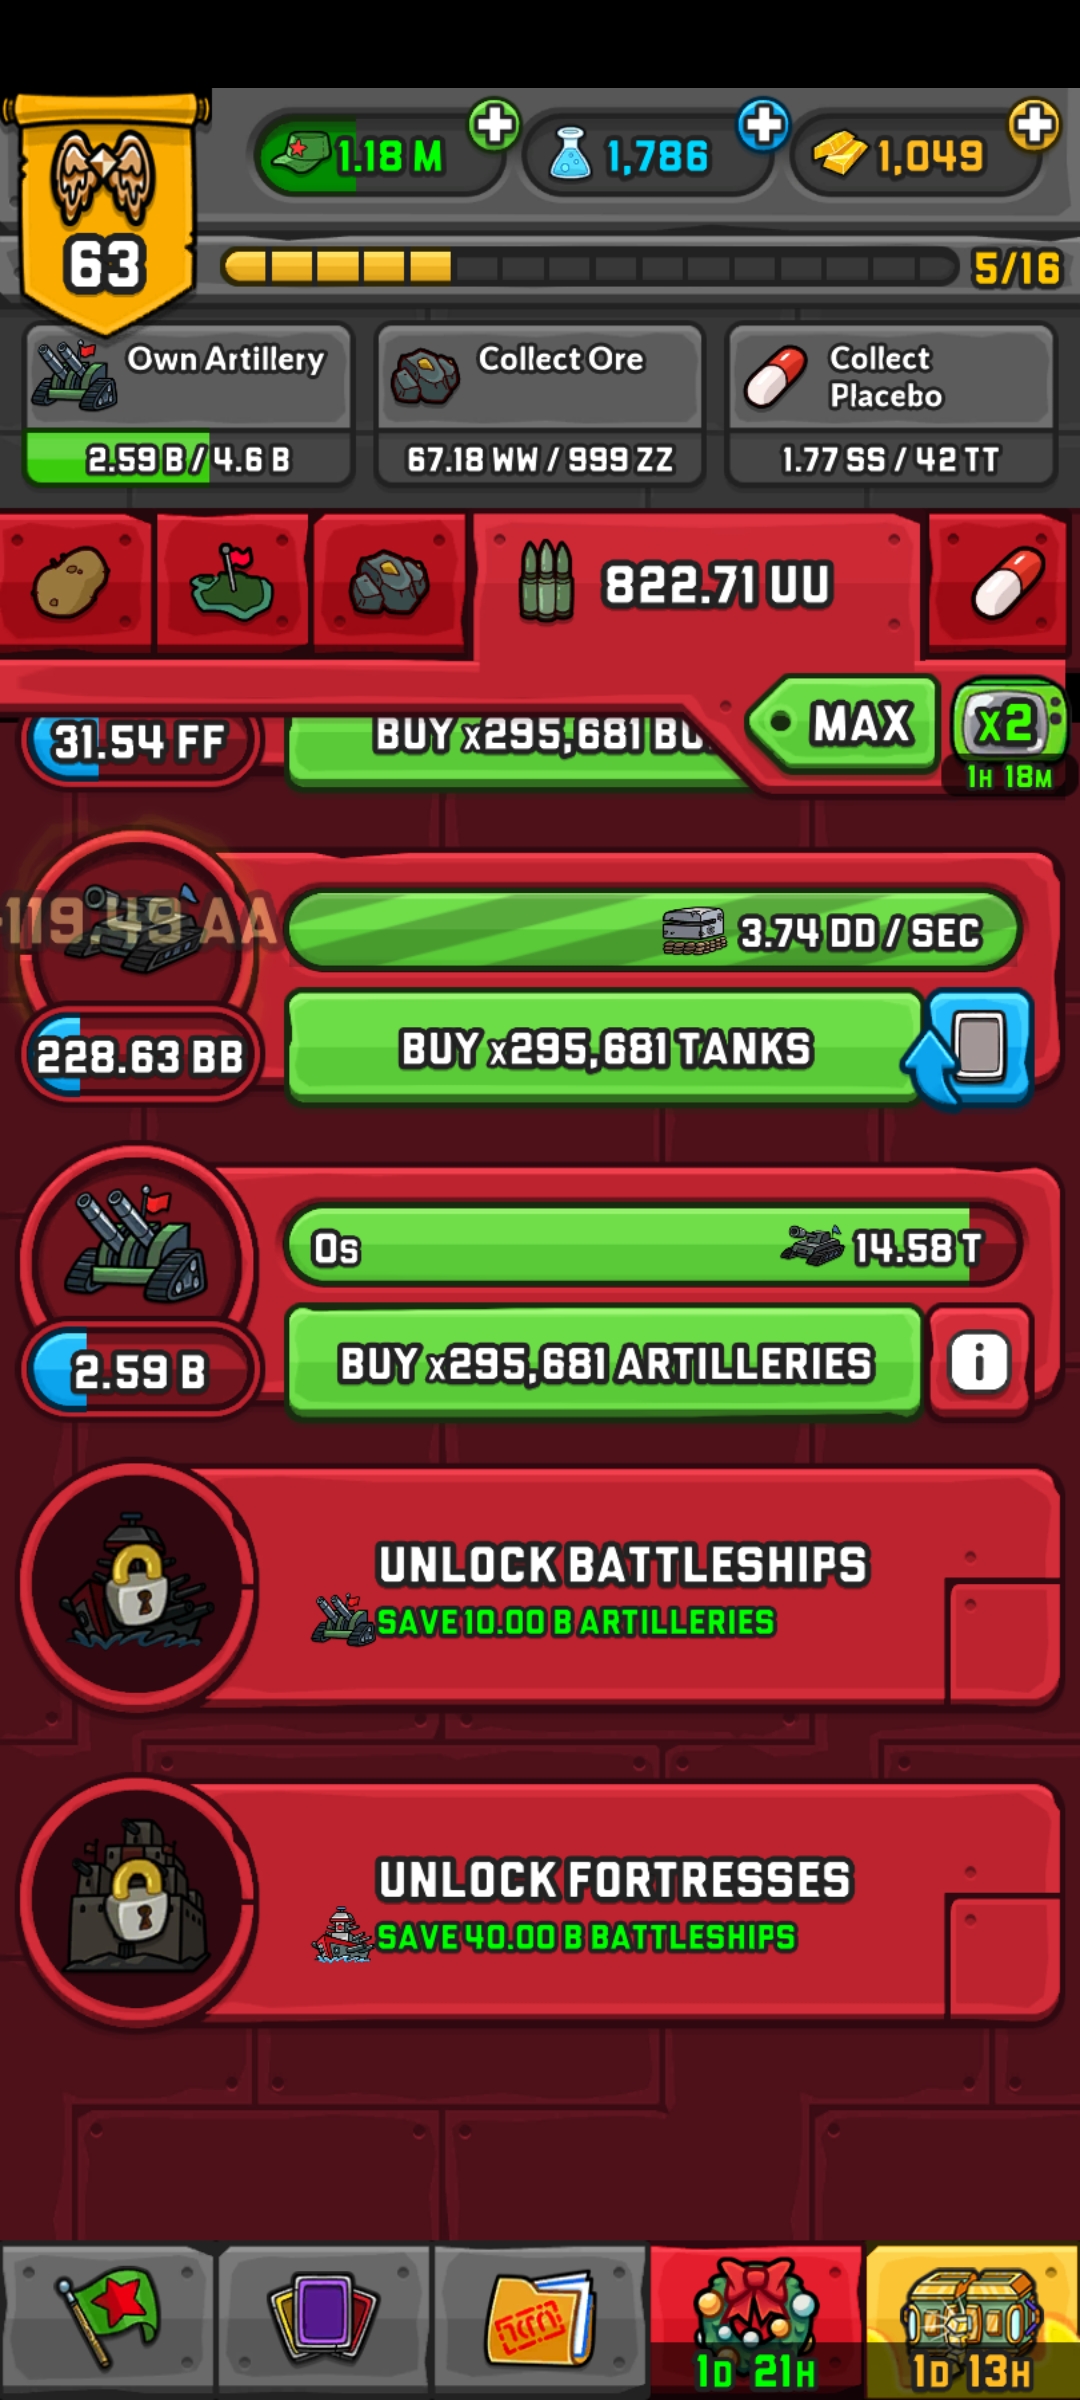 1.18 M
1,786
1,049
63
5/16
Own Artillery
2.59 B / 4.6 B
Collect Ore
67.18 WW / 999 ZZ
Collect
Placebo
1.77 SS / 42 TT
822.71 UU
MAX
x2
1H 18M
31.54 FF
BUY x295,681
119.49 AA
3.74 DD / SEC
228.63 BB
BUY x295,681 TANKS
0s
14.58 T
2.59 B
BUY x295,681 ARTILLERIES
i
UNLOCK BATTLESHIPS
SAVE 10.00 B ARTILLERIES
UNLOCK FORTRESSES
SAVE 40.00 B BATTLESHIPS
1D 21H
1D 13H